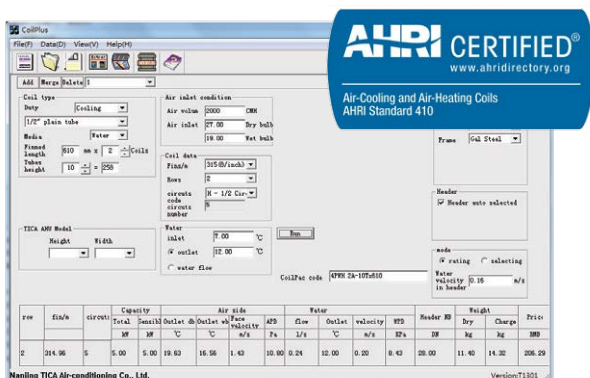 CoilPlus
File(F) Data(D) View(V) Help(H)
AHRI CERTIFIED®
www.ahridirectory.org
Air-Cooling and Air-Heating Coils
AHRI Standard 410
Add Merge Delete 1
Coil type
Duty Cooling
1/2" plain tube
Media Water
Finned length 610 mm x 2 Coils
Tubes height 10 = 258
Air inlet condition
Air volum 2000 CMH
Air inlet 27.00 Dry bulb
19.00 Wet bulb
Coil data
Fins/m 315(8/inch)
Rows 2
circuts code H - 1/2 Cir
circuts number 5
Frame Gal Steel
Header
Header auto selected
TICA AHU Model
Height Width
Water
inlet 7.00 °C
outlet 12.00 °C
water flow
Run
CoilPac code
mode
rating selecting
Water velocity in header 0.16 m/s
row fin/m circuts Capacity Air side Water Header NB Weight Price
Total Sensibl Outlet db Outlet wb Face velocity APD flow Outlet velocity WPD Dry Charge
kW kW °C °C m/s Pa l/s °C m/s KPa DN kg kg RMB
2 314.96 5 5.00 5.00 19.63 16.56 1.43 10.80 0.24 12.00 0.20 8.43 28.00 11.40 14.32 206.29
Nanjing TICA Air-conditioning Co., Ltd. Version:T1301